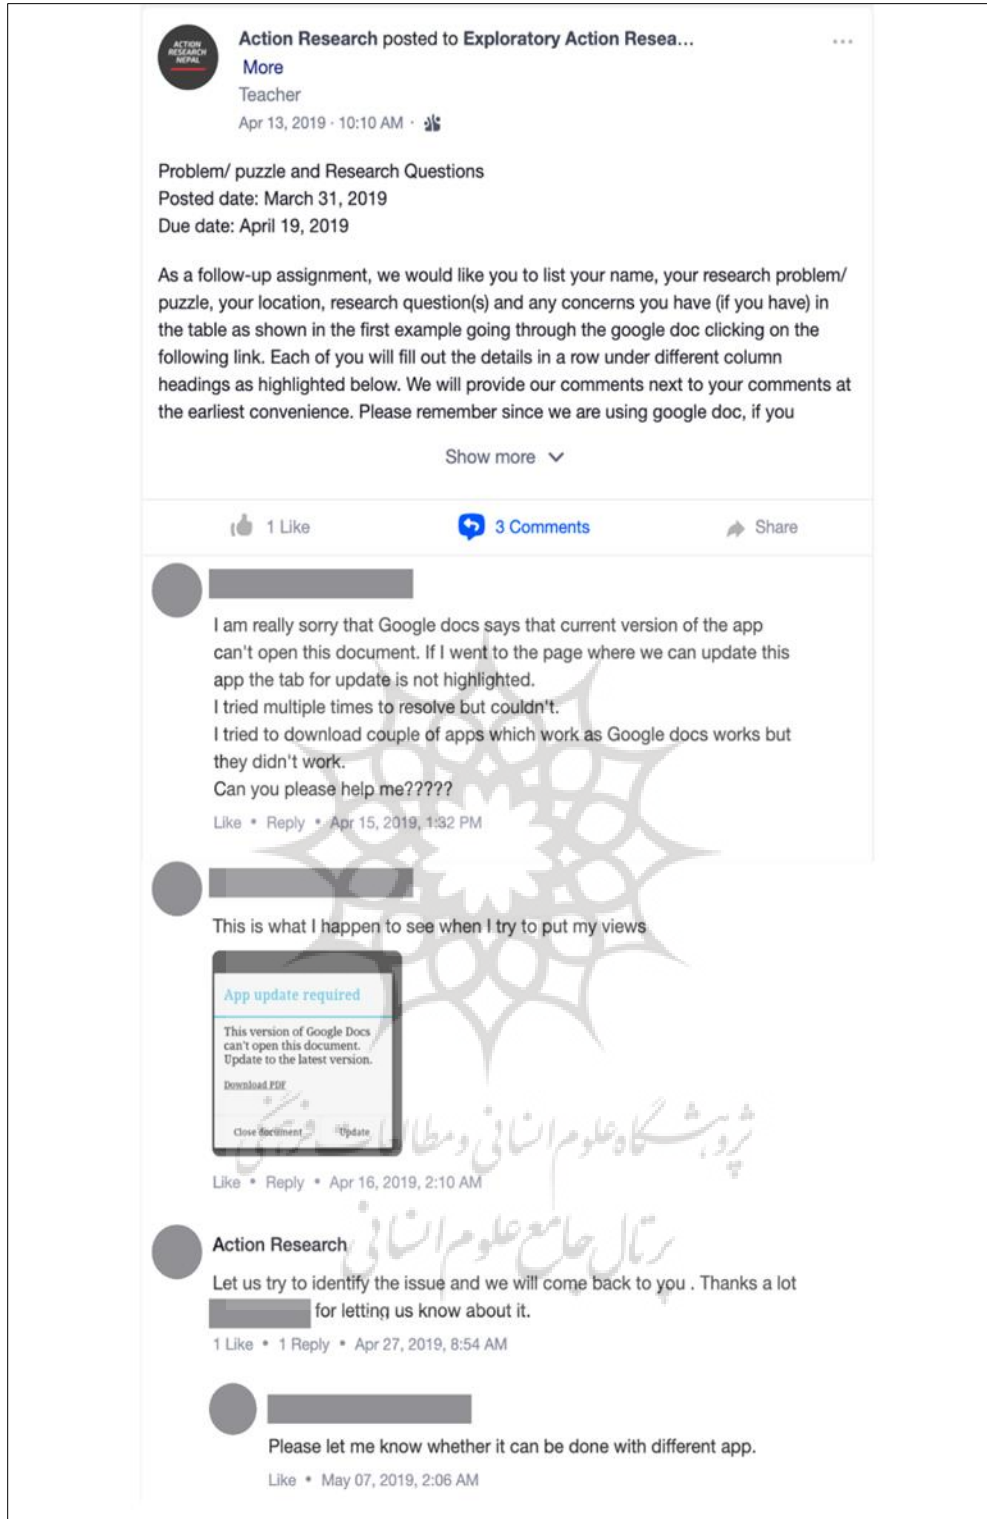 ACTION
RESEARCH
NEPAL
Action Research posted to Exploratory Action Resea...
More
Teacher
Apr 13, 2019 · 10:10 AM ·
Problem/ puzzle and Research Questions
Posted date: March 31, 2019
Due date: April 19, 2019
As a follow-up assignment, we would like you to list your name, your research problem/
puzzle, your location, research question(s) and any concerns you have (if you have) in
the table as shown in the first example going through the google doc clicking on the
following link. Each of you will fill out the details in a row under different column
headings as highlighted below. We will provide our comments next to your comments at
the earliest convenience. Please remember since we are using google doc, if you
Show more
1 Like 3 Comments Share
I am really sorry that Google docs says that current version of the app
can't open this document. If I went to the page where we can update this
app the tab for update is not highlighted.
I tried multiple times to resolve but couldn't.
I tried to download couple of apps which work as Google docs works but
they didn't work.
Can you please help me?????
Like • Reply • Apr 15, 2019, 1:32 PM
This is what I happen to see when I try to put my views
App update required
This version of Google Docs
can't open this document.
Update to the latest version.
Download PDF
Close document Update
پژوهشگاه علوم انسانی و مطالعات فرهنگی
Like • Reply • Apr 16, 2019, 2:10 AM
پرتال جامع علوم انسانی
Action Research
Let us try to identify the issue and we will come back to you . Thanks a lot
for letting us know about it.
1 Like • 1 Reply • Apr 27, 2019, 8:54 AM
Please let me know whether it can be done with different app.
Like • May 07, 2019, 2:06 AM